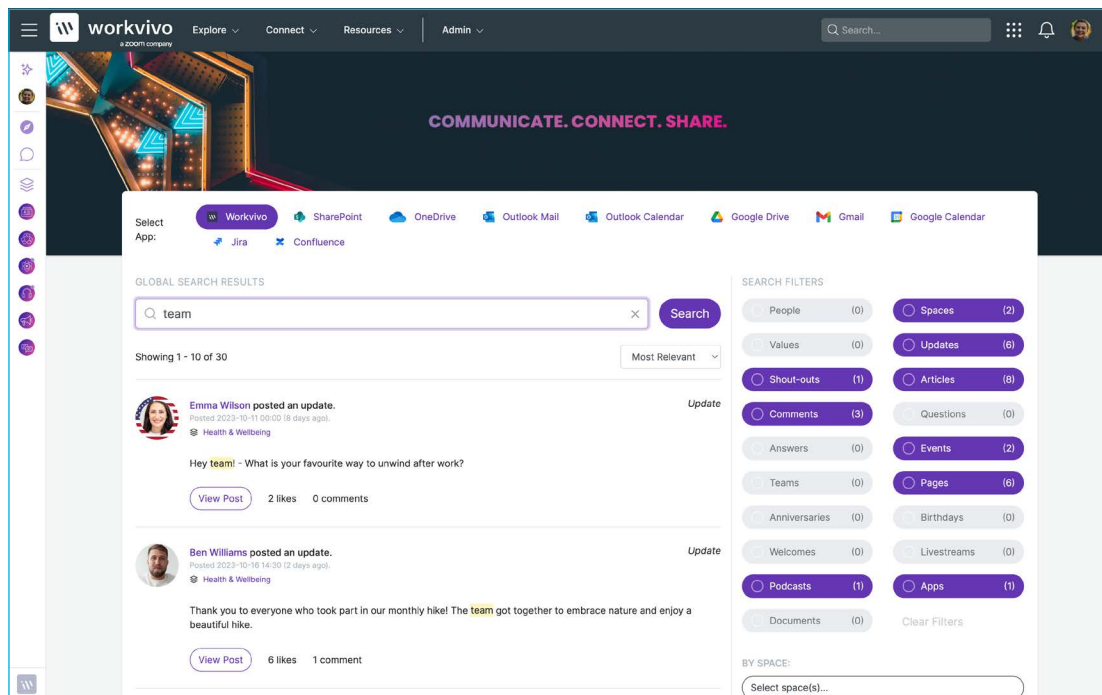 workvivo
a zoom company
Explore
Connect
Resources
Admin
Search...
COMMUNICATE. CONNECT. SHARE.
Select App:
Workvivo
SharePoint
OneDrive
Outlook Mail
Outlook Calendar
Google Drive
Gmail
Google Calendar
Jira
Confluence
GLOBAL SEARCH RESULTS
team
Search
Showing 1 - 10 of 30
Most Relevant
Emma Wilson posted an update.
Update
Posted 2023-10-11 00:00 (8 days ago).
Health & Wellbeing
Hey team! - What is your favourite way to unwind after work?
View Post 2 likes 0 comments
Ben Williams posted an update.
Update
Posted 2023-10-16 14:30 (2 days ago).
Health & Wellbeing
Thank you to everyone who took part in our monthly hike! The team got together to embrace nature and enjoy a
beautiful hike.
View Post 6 likes 1 comment
SEARCH FILTERS
People (0)
Spaces (2)
Values (0)
Updates (6)
Shout-outs (1)
Articles (8)
Comments (3)
Questions (0)
Answers (0)
Events (2)
Teams (0)
Pages (6)
Anniversaries (0)
Birthdays (0)
Welcomes (0)
Livestreams (0)
Podcasts (1)
Apps (1)
Documents (0)
Clear Filters
BY SPACE:
Select space(s)...